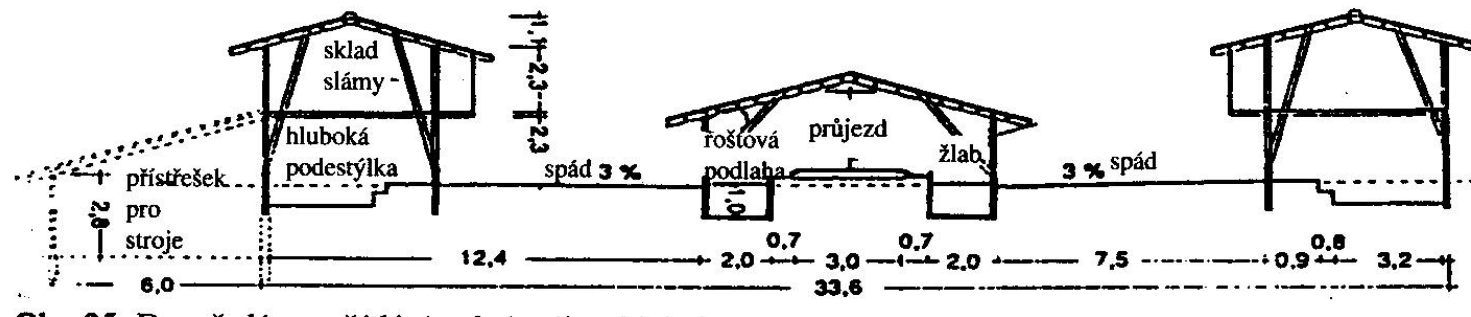 sklad
slámy
1,1
2,3
2,3
hluboká
podestýlka
přístřešek
pro
stroje
2,8
spád 3 %
roštová
podlaha
1,0
průjezd
žlab
3 % spád
12,4
2,0
0,7
3,0
0,7
2,0
7,5
0,9
0,8
3,2
6,0
33,6